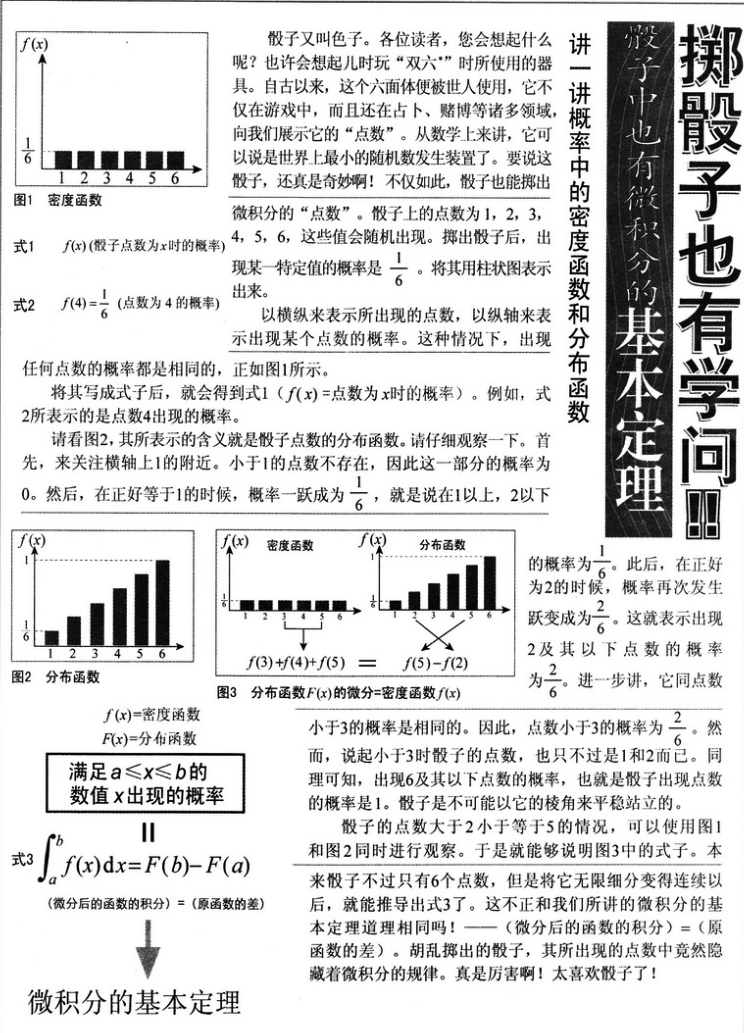 掷骰子也有学问!!
骰子中也有微积分的基本定理
讲一讲概率中的密度函数和分布函数
f(x)
1/6
1 2 3 4 5 6
图1 密度函数
式1 f(x)(骰子点数为x时的概率)
式2 f(4)=1/6 (点数为 4 的概率)
骰子又叫色子。各位读者，您会想起什么
呢？也许会想起儿时玩“双六*”时所使用的器
具。自古以来，这个六面体便被世人使用，它不
仅在游戏中，而且还在占卜、赌博等诸多领域，
向我们展示它的“点数”。从数学上来讲，它可
以说是世界上最小的随机数发生装置了。要说这
骰子，还真是奇妙啊！不仅如此，骰子也能掷出
微积分的“点数”。骰子上的点数为 1，2，3，
4，5，6，这些值会随机出现。掷出骰子后，出
现某一特定值的概率是 1/6 。将其用柱状图表示
出来。
以横纵来表示所出现的点数，以纵轴来表
示出现某个点数的概率。这种情况下，出现
任何点数的概率都是相同的，正如图1所示。
将其写成式子后，就会得到式1（f(x)=点数为x时的概率）。例如，式
2所表示的是点数4出现的概率。
请看图2，其所表示的含义就是骰子点数的分布函数。请仔细观察一下。首
先，来关注横轴上1的附近。小于1的点数不存在，因此这一部分的概率为
0。然后，在正好等于1的时候，概率一跃成为 1/6 ，就是说在1以上，2以下
f(x)
1
1/6
1 2 3 4 5 6
图2 分布函数
f(x) 密度函数
1/6
1 2 3 4 5 6
f(x) 分布函数
1
1/6
1 2 3 4 5 6
f(3)+f(4)+f(5) = f(5)-f(2)
图3 分布函数F(x)的微分=密度函数f(x)
的概率为1/6。此后，在正好
为2的时候，概率再次发生
跃变成为2/6。这就表示出现
2及其以下点数的概率
为2/6。进一步讲，它同点数
小于3的概率是相同的。因此，点数小于3的概率为 2/6 。然
而，说起小于3时骰子的点数，也只不过是1和2而已。同
理可知，出现6及其以下点数的概率，也就是骰子出现点数
的概率是1。骰子是不可能以它的棱角来平稳站立的。
骰子的点数大于2小于等于5的情况，可以使用图1
和图2同时进行观察。于是就能够说明图3中的式子。本
来骰子不过只有6个点数，但是将它无限细分变得连续以
后，就能推导出式3了。这不正和我们所讲的微积分的基
本定理道理相同吗！——（微分后的函数的积分）=（原
函数的差）。胡乱掷出的骰子，其所出现的点数中竟然隐
藏着微积分的规律。真是厉害啊！太喜欢骰子了！
f(x)=密度函数
F(x)=分布函数
满足a≤x≤b的
数值x出现的概率
=
式3 ∫_a^b f(x)dx=F(b)-F(a)
（微分后的函数的积分）=（原函数的差）
微积分的基本定理